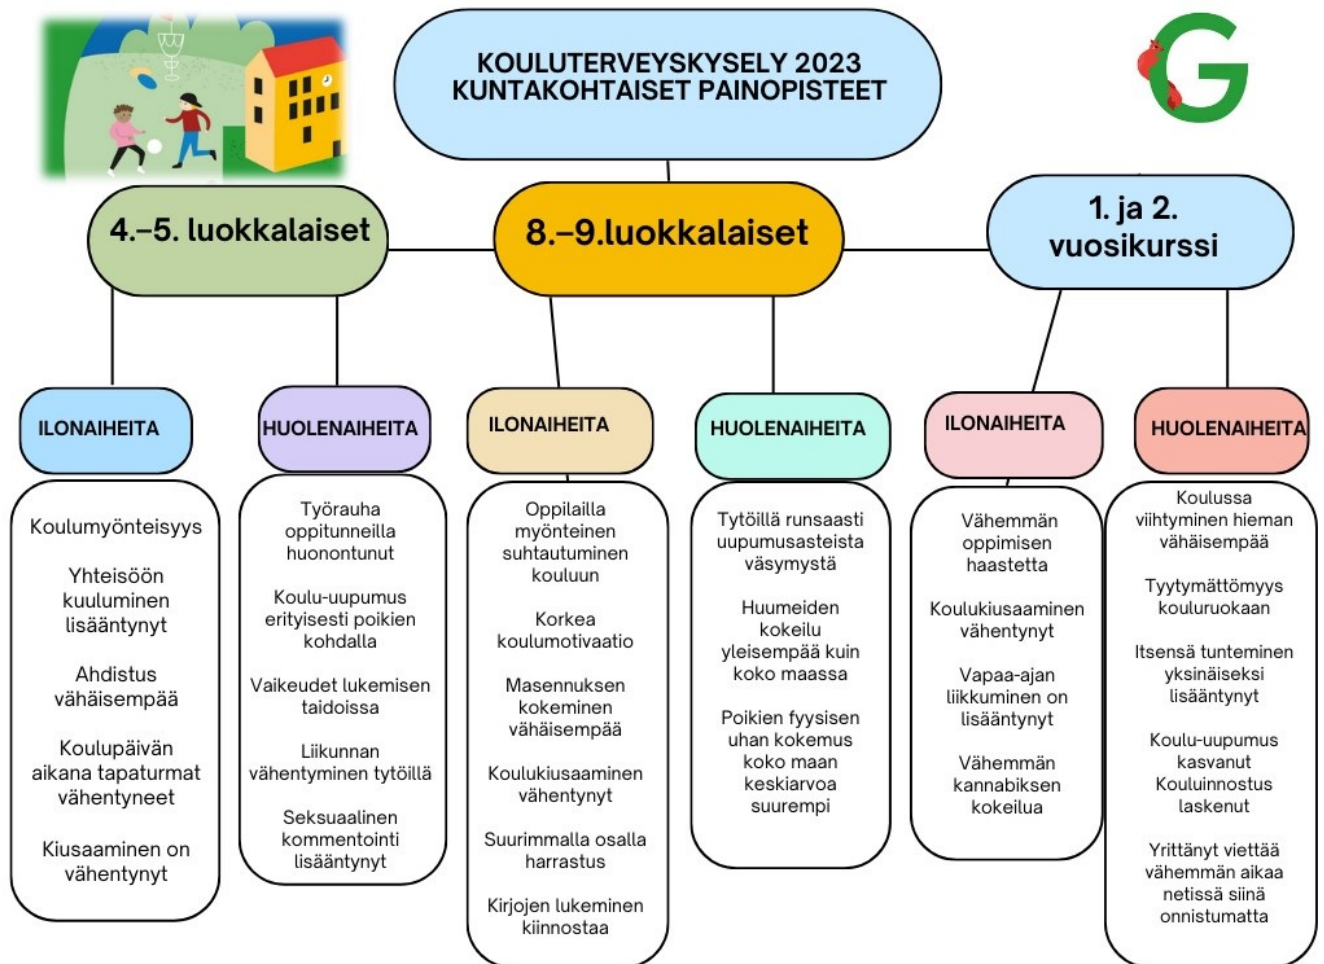 KOULUTERVEYSKYSELY 2023
KUNTAKOHTAISET PAINOPISTEET
G
4.–5. luokkalaiset
8.–9.luokkalaiset
1. ja 2.
vuosikurssi
ILONAIHEITA
Koulumyönteisyys
Yhteisöön
kuuluminen
lisääntynyt
Ahdistus
vähäisempää
Koulupäivän
aikana tapaturmat
vähentyneet
Kiusaaminen on
vähentynyt
HUOLENAIHEITA
Työrauha
oppitunneilla
huonontunut
Koulu-uupumus
erityisesti poikien
kohdalla
Vaikeudet lukemisen
taidoissa
Liikunnan
vähentyminen tytöillä
Seksuaalinen
kommentointi
lisääntynyt
ILONAIHEITA
Oppilailla
myönteinen
suhtautuminen
kouluun
Korkea
koulumotivaatio
Masennuksen
kokeminen
vähäisempää
Koulukiusaaminen
vähentynyt
Suurimmalla osalla
harrastus
Kirjojen lukeminen
kiinnostaa
HUOLENAIHEITA
Tytöillä runsaasti
uupumusasteista
väsymystä
Huumeiden
kokeilu
yleisempää kuin
koko maassa
Poikien fyysisen
uhan kokemus
koko maan
keskiarvoa
suurempi
ILONAIHEITA
Vähemmän
oppimisen
haastetta
Koulukiusaaminen
vähentynyt
Vapaa-ajan
liikkuminen on
lisääntynyt
Vähemmän
kannabiksen
kokeilua
HUOLENAIHEITA
Koulussa
viihtyminen hieman
vähäisempää
Tyytymättömyys
kouluruokaan
Itsensä tunteminen
yksinäiseksi
lisääntynyt
Koulu-uupumus
kasvanut
Kouluinnostus
laskenut
Yrittänyt viettää
vähemmän aikaa
netissä siinä
onnistumatta